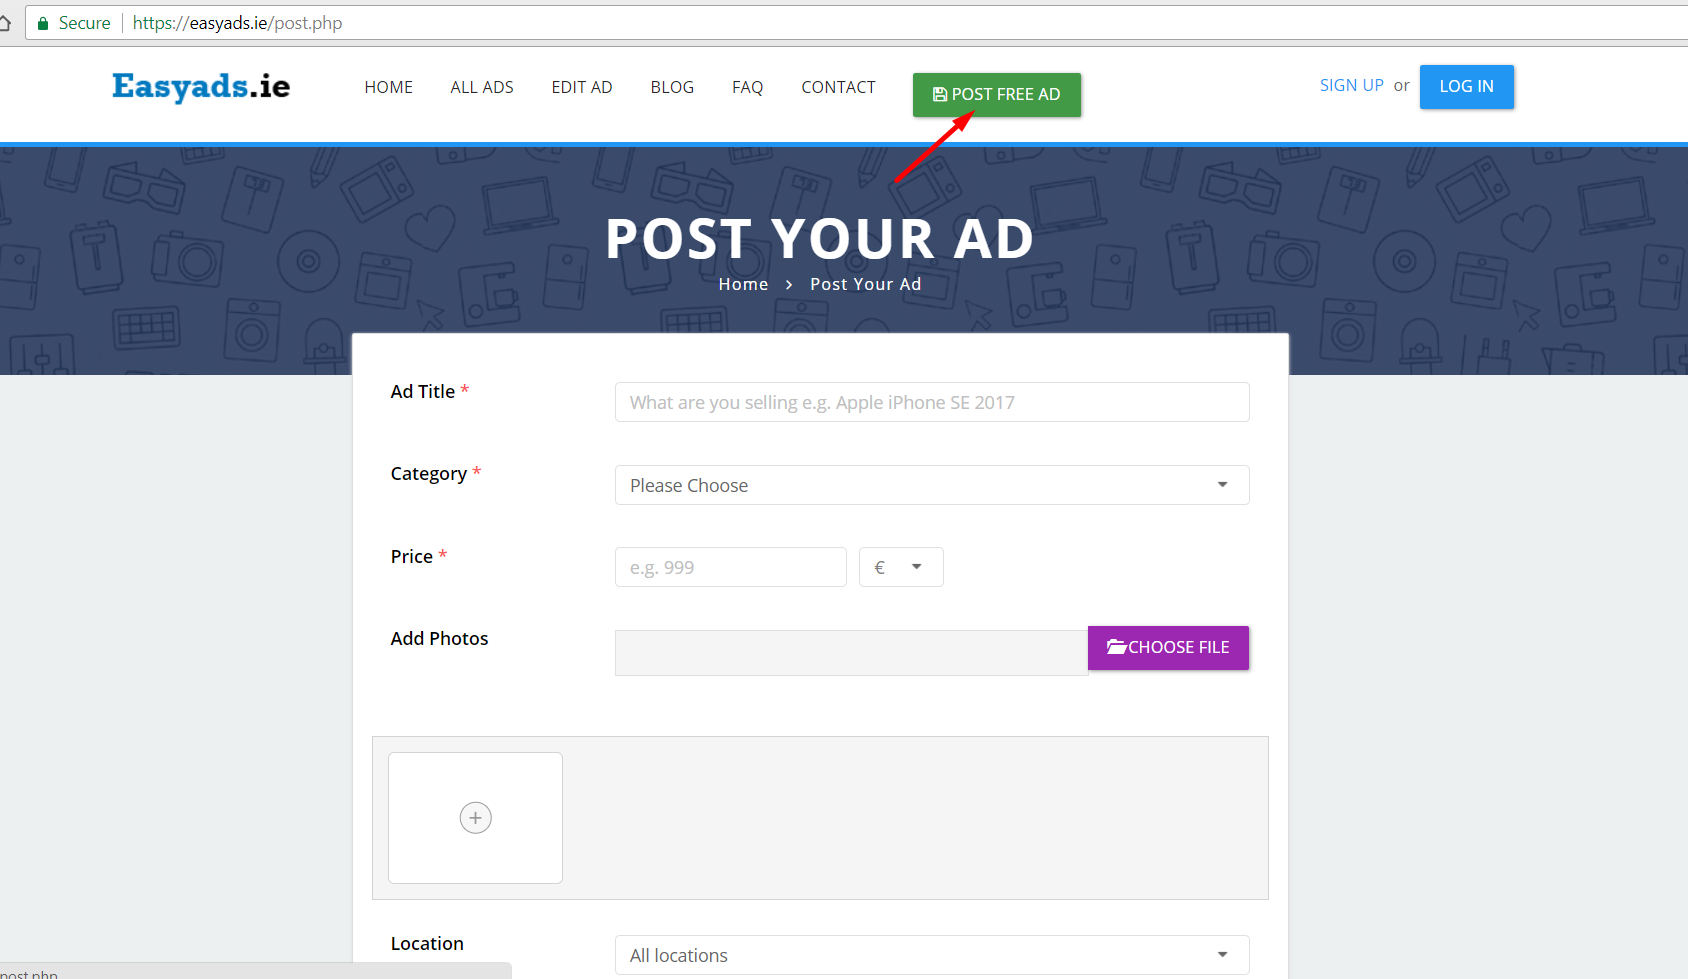 Secure https://easyads.ie/post.php
Easyads.ie HOME ALL ADS EDIT AD BLOG FAQ CONTACT POST FREE AD SIGN UP or LOG IN
POST YOUR AD
Home > Post Your Ad
Ad Title * What are you selling e.g. Apple iPhone SE 2017
Category * Please Choose
Price * e.g. 999 €
Add Photos CHOOSE FILE
+
Location All locations
post.php